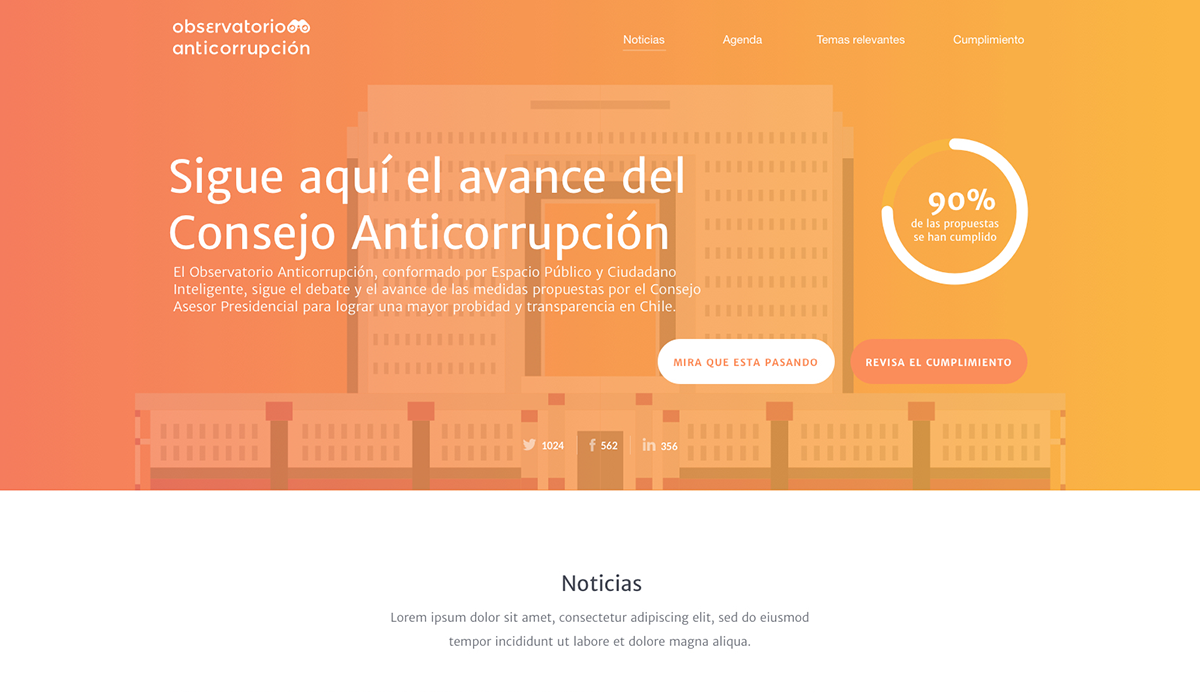 observatorio
anticorrupción
Noticias
Agenda
Temas relevantes
Cumplimiento
Sigue aquí el avance del
Consejo Anticorrupción
El Observatorio Anticorrupción, conformado por Espacio Público y Ciudadano
Inteligente, sigue el debate y el avance de las medidas propuestas por el Consejo
Asesor Presidencial para lograr una mayor probidad y transparencia en Chile.
90%
de las propuestas
se han cumplido
MIRA QUE ESTA PASANDO
REVISA EL CUMPLIMIENTO
1024
562
356
Noticias
Lorem ipsum dolor sit amet, consectetur adipiscing elit, sed do eiusmod
tempor incididunt ut labore et dolore magna aliqua.